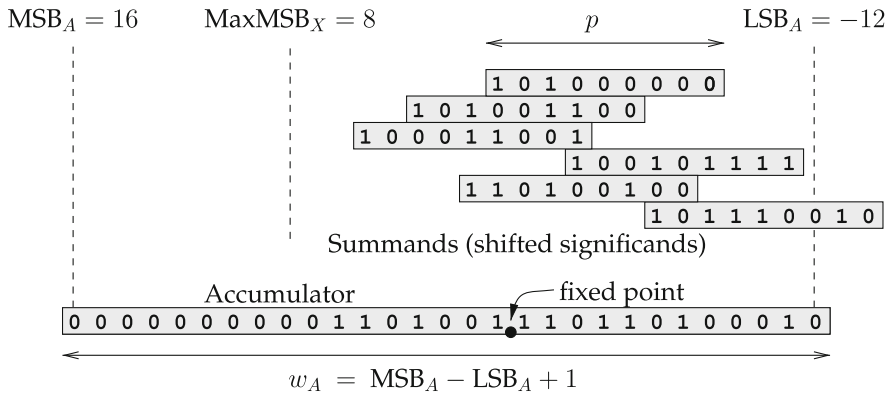 MSB_A = 16 MaxMSB_X = 8 p LSB_A = −12
1 0 1 0 0 0 0 0 0
1 0 1 0 0 1 1 0 0
1 0 0 0 1 1 0 0 1
1 0 0 1 0 1 1 1 1
1 1 0 1 0 0 1 0 0
1 0 1 1 1 0 0 1 0
Summands (shifted significands)
Accumulator fixed point
0 0 0 0 0 0 0 0 0 0 1 1 0 1 0 0 1 1 1 0 1 1 0 1 0 0 0 1 0
w_A = MSB_A − LSB_A + 1